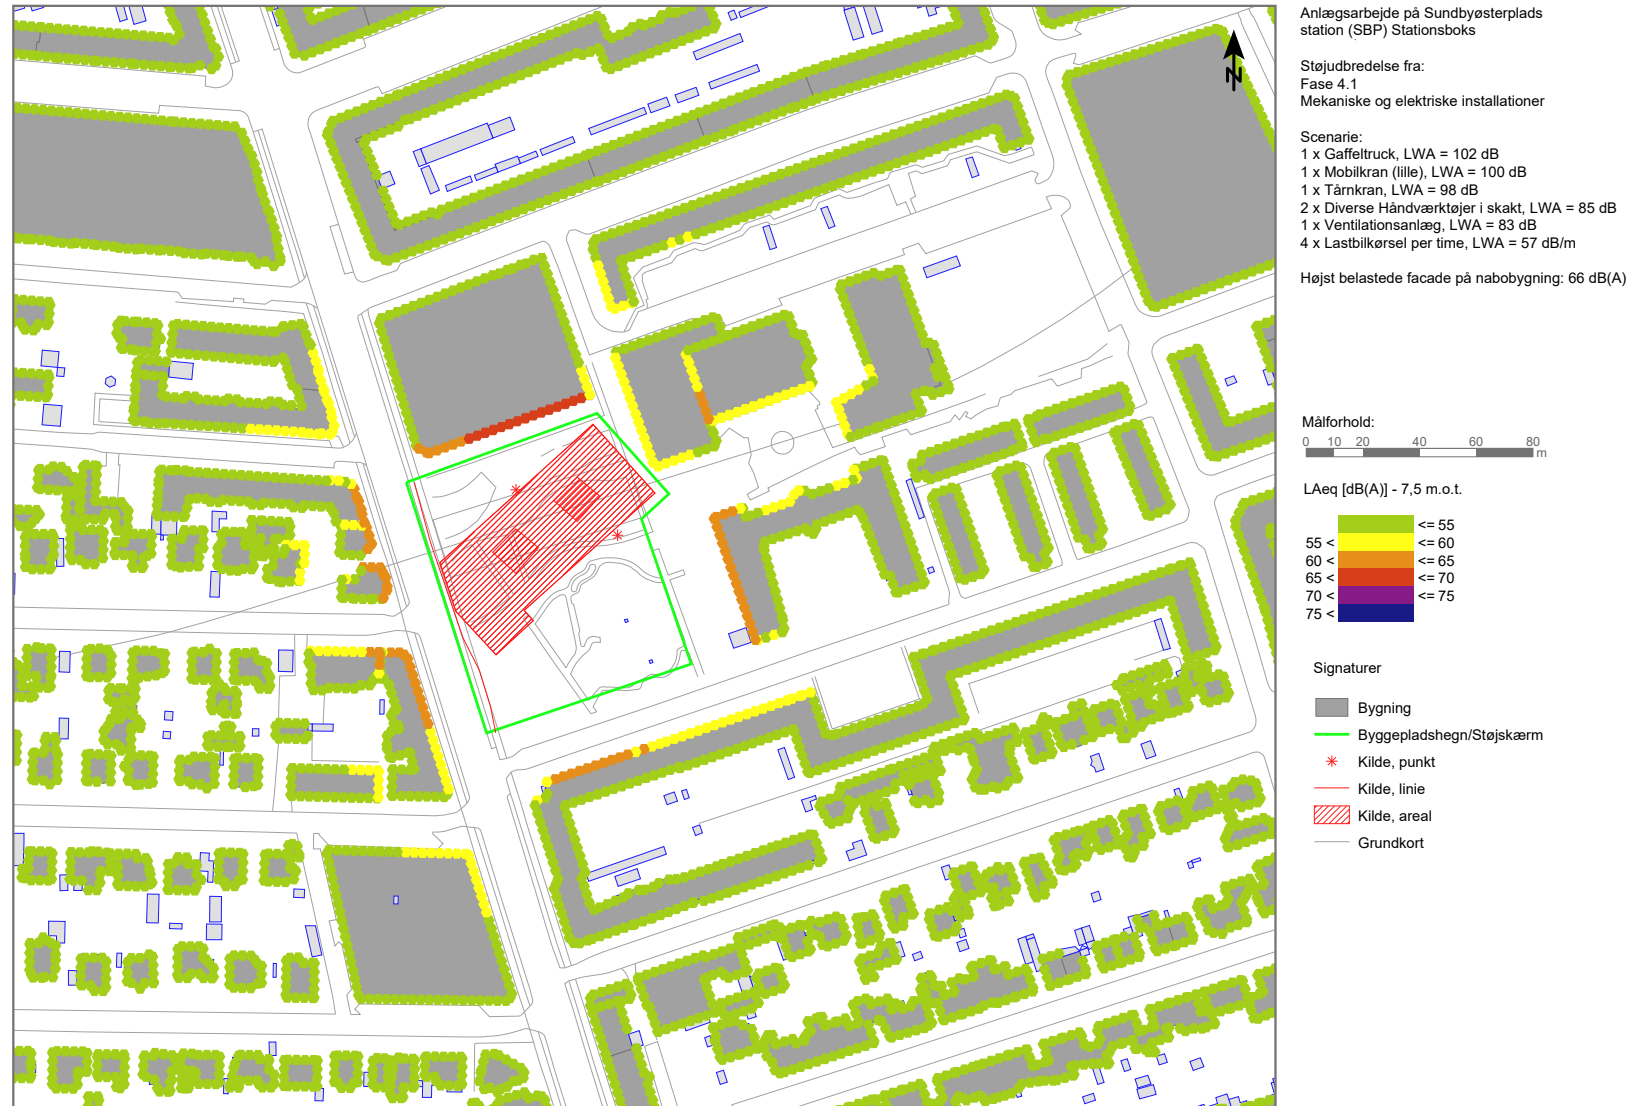 Anlægsarbejde på Sundbyøsterplads
station (SBP) Stationsboks
N
Støjudbredelse fra:
Fase 4.1
Mekaniske og elektriske installationer
Scenarie:
1 x Gaffeltruck, LWA = 102 dB
1 x Mobilkran (lille), LWA = 100 dB
1 x Tårnkran, LWA = 98 dB
2 x Diverse Håndværktøjer i skakt, LWA = 85 dB
1 x Ventilationsanlæg, LWA = 83 dB
4 x Lastbilkørsel per time, LWA = 57 dB/m
Højst belastede facade på nabobygning: 66 dB(A)
Målforhold:
0 10 20 40 60 80
m
LAeq [dB(A)] - 7,5 m.o.t.
<= 55
55 < <= 60
60 < <= 65
65 < <= 70
70 < <= 75
75 <
Signaturer
Bygning
Byggepladshegn/Støjskærm
Kilde, punkt
Kilde, linie
Kilde, areal
Grundkort